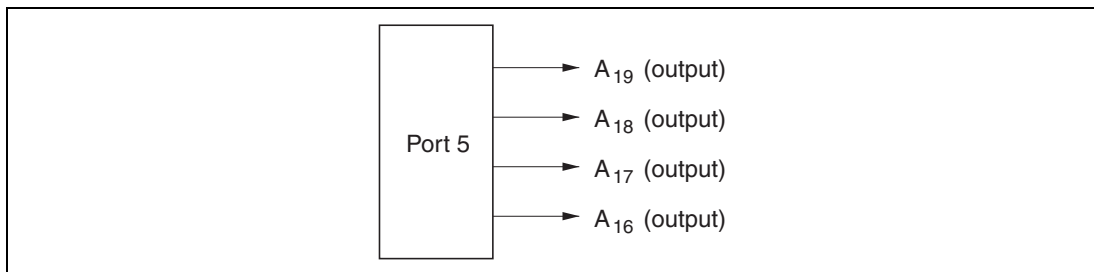 A19 (output)
A18 (output)
Port 5
A17 (output)
A16 (output)